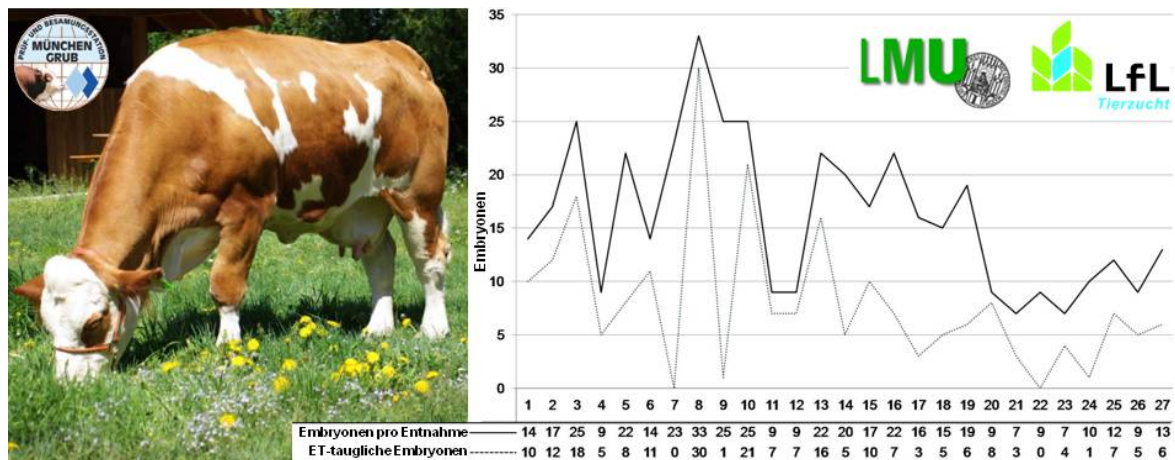 PRÜF- UND BESAMUNGSSTATION
MÜNCHEN
GRUB
LMU
LfL
Tierzucht
Embryonen
35
30
25
20
15
10
5
0
1 2 3 4 5 6 7 8 9 10 11 12 13 14 15 16 17 18 19 20 21 22 23 24 25 26 27
Embryonen pro Entnahme 14 17 25 9 22 14 23 33 25 25 9 9 22 20 17 22 16 15 19 9 7 9 7 10 12 9 13
ET-taugliche Embryonen 10 12 18 5 8 11 0 30 1 21 7 7 16 5 10 7 3 5 6 8 3 0 4 1 7 5 6